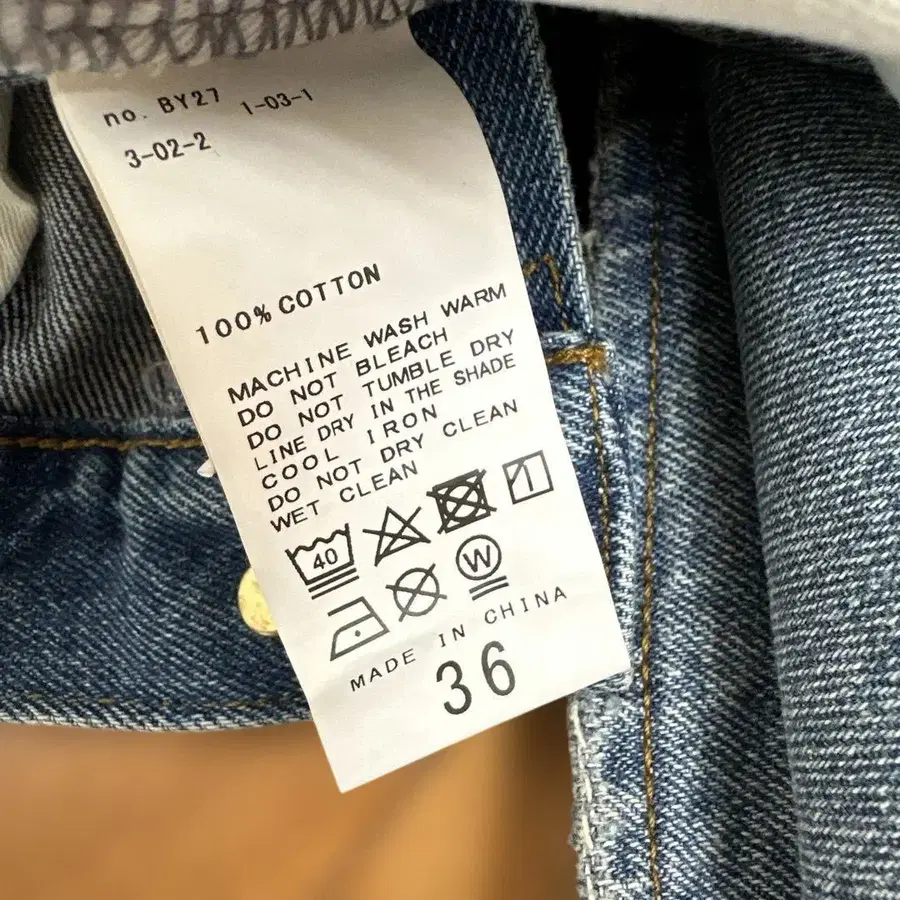 no. BY27 1-03-1
3-02-2
100% COTTON
MACHINE WASH WARM
DO NOT BLEACH
DO NOT TUMBLE DRY
LINE DRY IN THE SHADE
COOL IRON
DO NOT DRY CLEAN
WET CLEAN
40
W
MADE IN CHINA
36